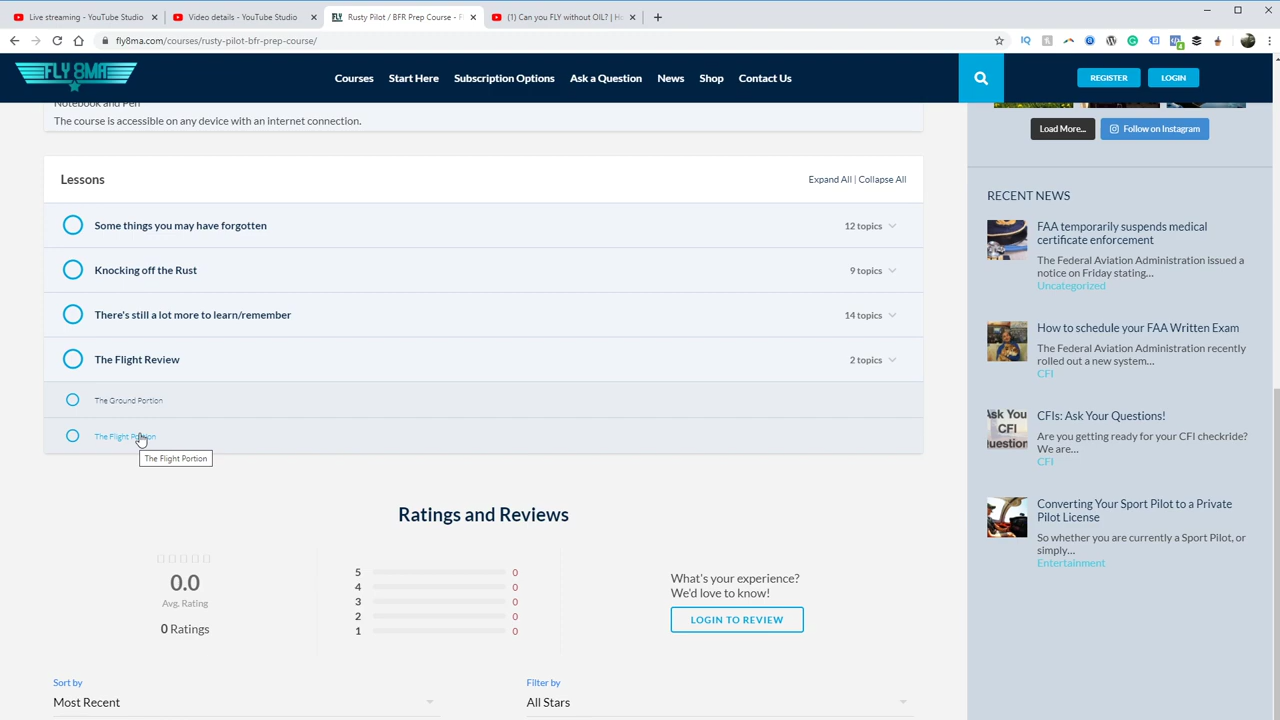 Live streaming - YouTube Studio
Video details - YouTube Studio
Rusty Pilot / BFR Prep Course - F
(1) Can you FLY without OIL? | Ho
fly8ma.com/courses/rusty-pilot-bfr-prep-course/
FLY 8MA
Courses
Start Here
Subscription Options
Ask a Question
News
Shop
Contact Us
REGISTER
LOGIN
Notebook and Pen
The course is accessible on any device with an internet connection.
Lessons
Expand All | Collapse All
Some things you may have forgotten
12 topics
Knocking off the Rust
9 topics
There's still a lot more to learn/remember
14 topics
The Flight Review
2 topics
The Ground Portion
The Flight Portion
The Flight Portion
Ratings and Reviews
0.0
Avg. Rating
0 Ratings
5 0
4 0
3 0
2 0
1 0
What's your experience?
We'd love to know!
LOGIN TO REVIEW
Sort by
Most Recent
Filter by
All Stars
Load More...
Follow on Instagram
RECENT NEWS
FAA temporarily suspends medical
certificate enforcement
The Federal Aviation Administration issued a
notice on Friday stating...
Uncategorized
How to schedule your FAA Written Exam
The Federal Aviation Administration recently
rolled out a new system...
CFI
Ask You
CFI
Question
CFIs: Ask Your Questions!
Are you getting ready for your CFI checkride?
We are...
CFI
Converting Your Sport Pilot to a Private
Pilot License
So whether you are currently a Sport Pilot, or
simply...
Entertainment